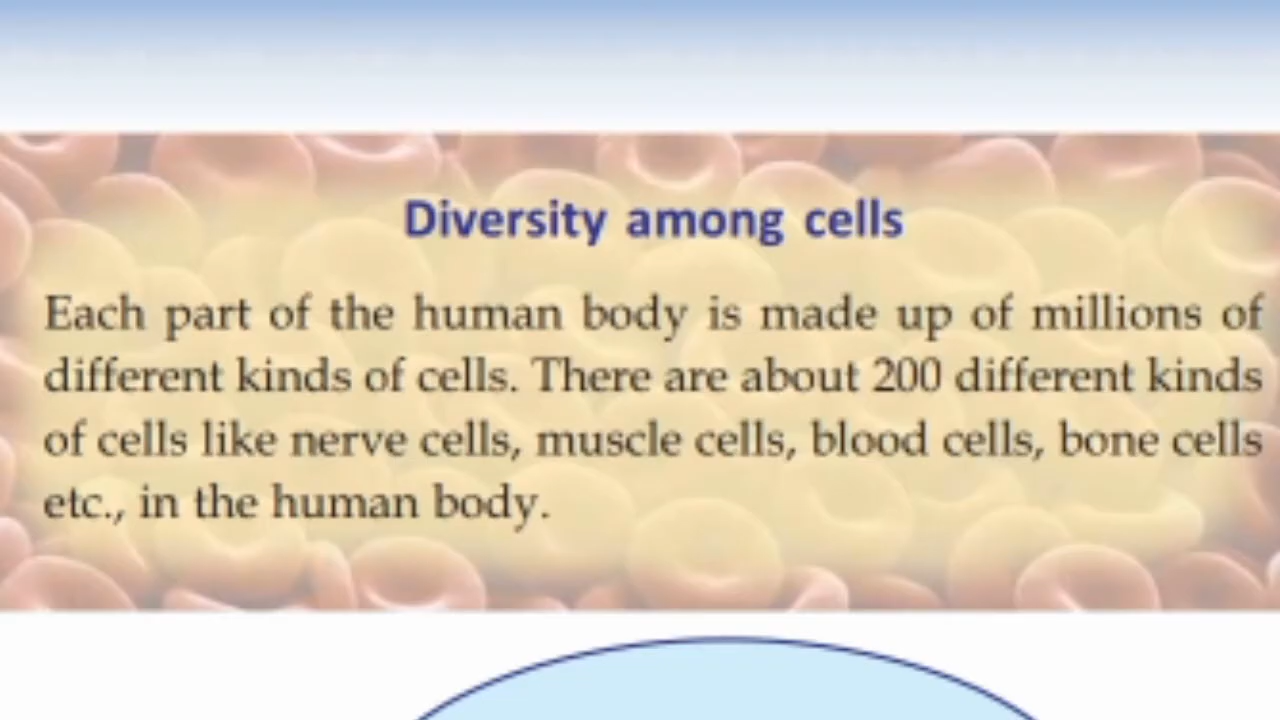 Diversity among cells
Each part of the human body is made up of millions of
different kinds of cells. There are about 200 different kinds
of cells like nerve cells, muscle cells, blood cells, bone cells
etc., in the human body.